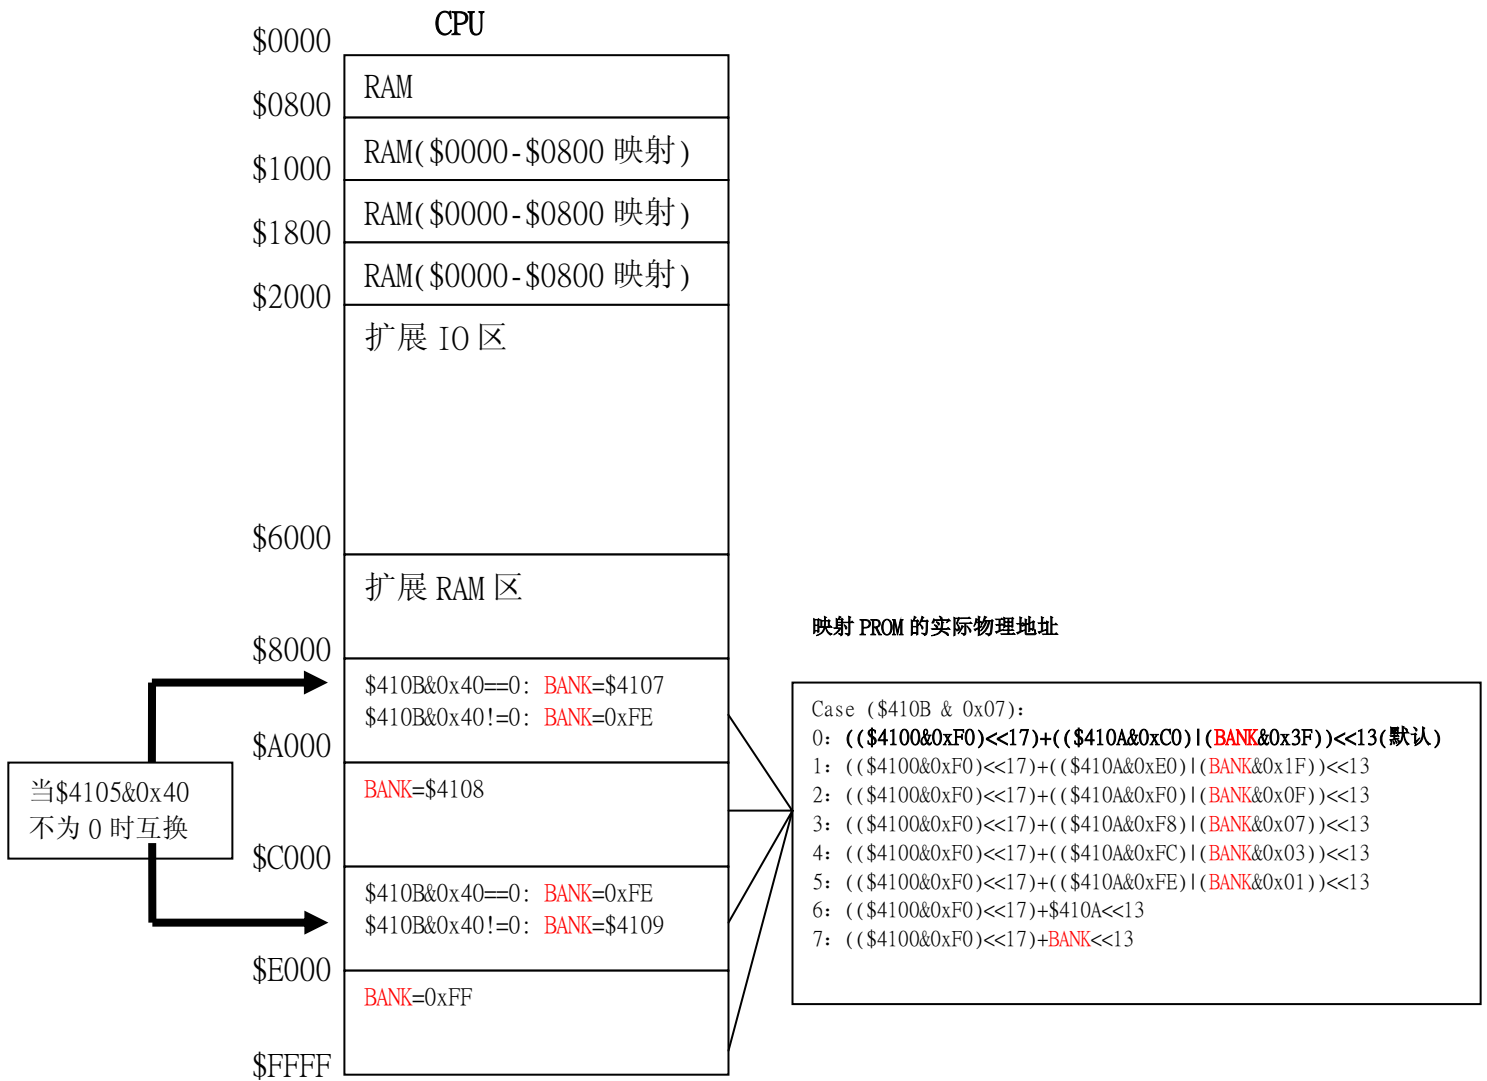 CPU
$0000
RAM
$0800
RAM($0000-$0800 映射)
$1000
RAM($0000-$0800 映射)
$1800
RAM($0000-$0800 映射)
$2000
扩展 IO 区
$6000
扩展 RAM 区
$8000
$410B&0x40==0: BANK=$4107
$410B&0x40!=0: BANK=0xFE
$A000
BANK=$4108
$C000
$410B&0x40==0: BANK=0xFE
$410B&0x40!=0: BANK=$4109
$E000
BANK=0xFF
$FFFF
当$4105&0x40
不为 0 时互换
映射 PROM 的实际物理地址
Case ($410B & 0x07):
0: (($4100&0xF0)<<17)+(($410A&0xC0)|(BANK&0x3F))<<13(默认)
1: (($4100&0xF0)<<17)+(($410A&0xE0)|(BANK&0x1F))<<13
2: (($4100&0xF0)<<17)+(($410A&0xF0)|(BANK&0x0F))<<13
3: (($4100&0xF0)<<17)+(($410A&0xF8)|(BANK&0x07))<<13
4: (($4100&0xF0)<<17)+(($410A&0xFC)|(BANK&0x03))<<13
5: (($4100&0xF0)<<17)+(($410A&0xFE)|(BANK&0x01))<<13
6: (($4100&0xF0)<<17)+$410A<<13
7: (($4100&0xF0)<<17)+BANK<<13